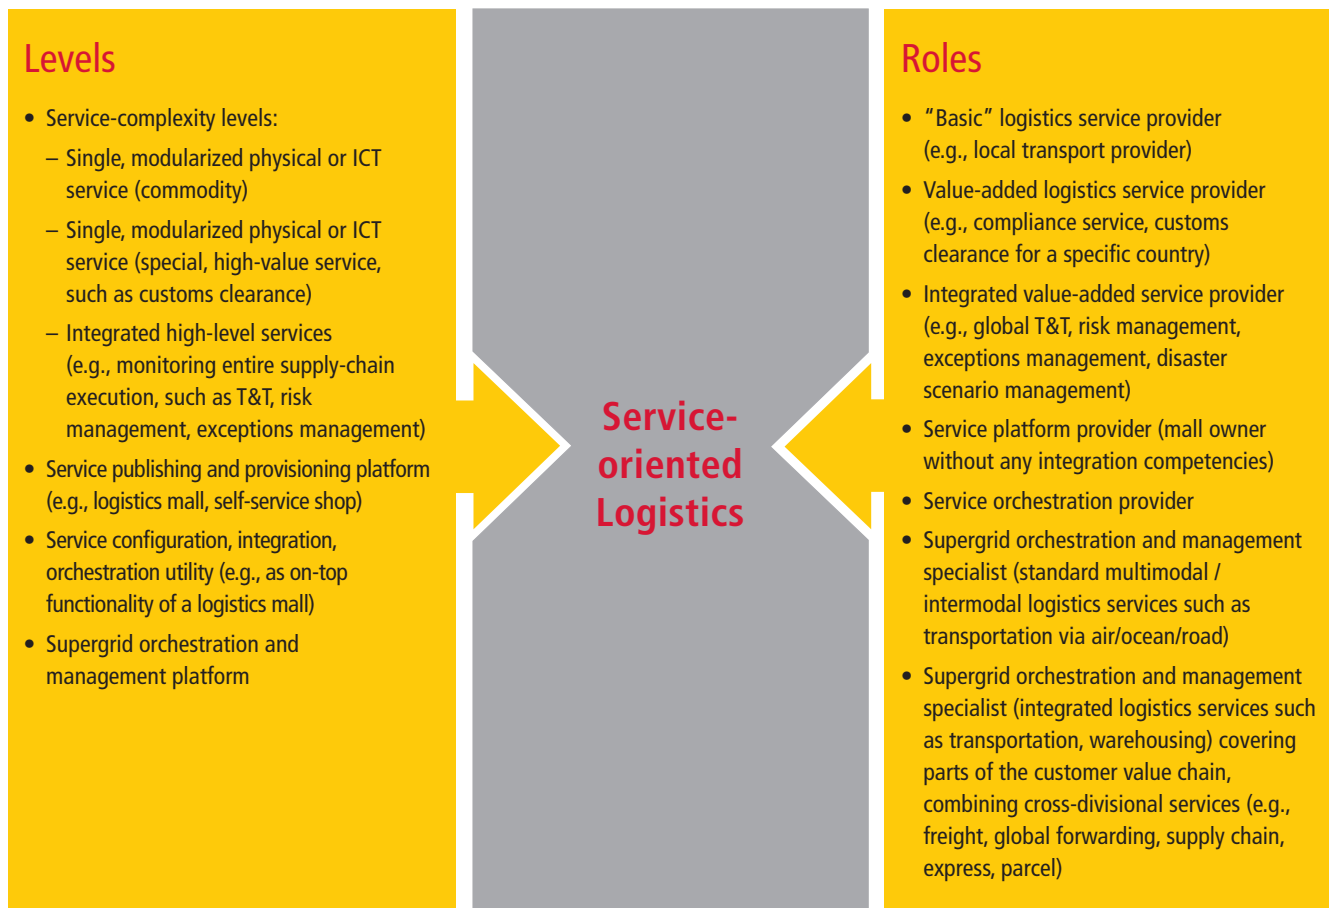 Levels
• Service-complexity levels:
– Single, modularized physical or ICT
service (commodity)
– Single, modularized physical or ICT
service (special, high-value service,
such as customs clearance)
– Integrated high-level services
(e.g., monitoring entire supply-chain
execution, such as T&T, risk
management, exceptions management)
• Service publishing and provisioning platform
(e.g., logistics mall, self-service shop)
• Service configuration, integration,
orchestration utility (e.g., as on-top
functionality of a logistics mall)
• Supergrid orchestration and
management platform
Service-
oriented
Logistics
Roles
• “Basic” logistics service provider
(e.g., local transport provider)
• Value-added logistics service provider
(e.g., compliance service, customs
clearance for a specific country)
• Integrated value-added service provider
(e.g., global T&T, risk management,
exceptions management, disaster
scenario management)
• Service platform provider (mall owner
without any integration competencies)
• Service orchestration provider
• Supergrid orchestration and management
specialist (standard multimodal /
intermodal logistics services such as
transportation via air/ocean/road)
• Supergrid orchestration and management
specialist (integrated logistics services such
as transportation, warehousing) covering
parts of the customer value chain,
combining cross-divisional services (e.g.,
freight, global forwarding, supply chain,
express, parcel)